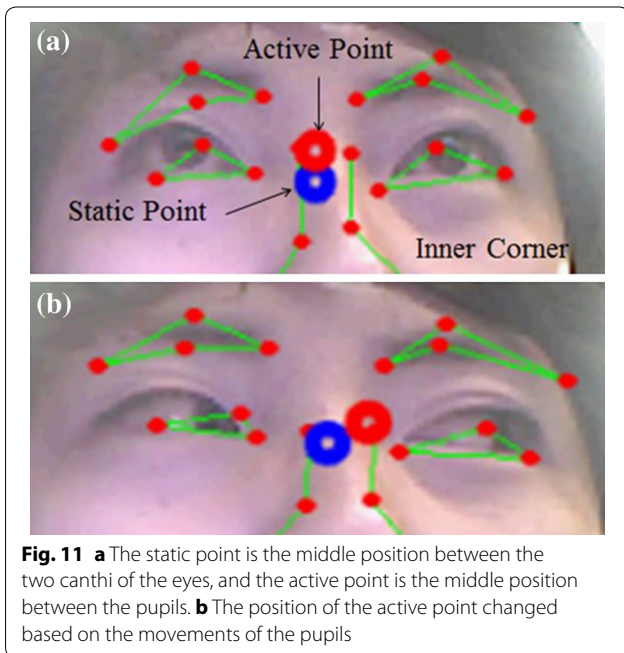 (a)
Active Point
Static Point
Inner Corner
(b)
Fig. 11 a The static point is the middle position between the
two canthi of the eyes, and the active point is the middle position
between the pupils. b The position of the active point changed
based on the movements of the pupils